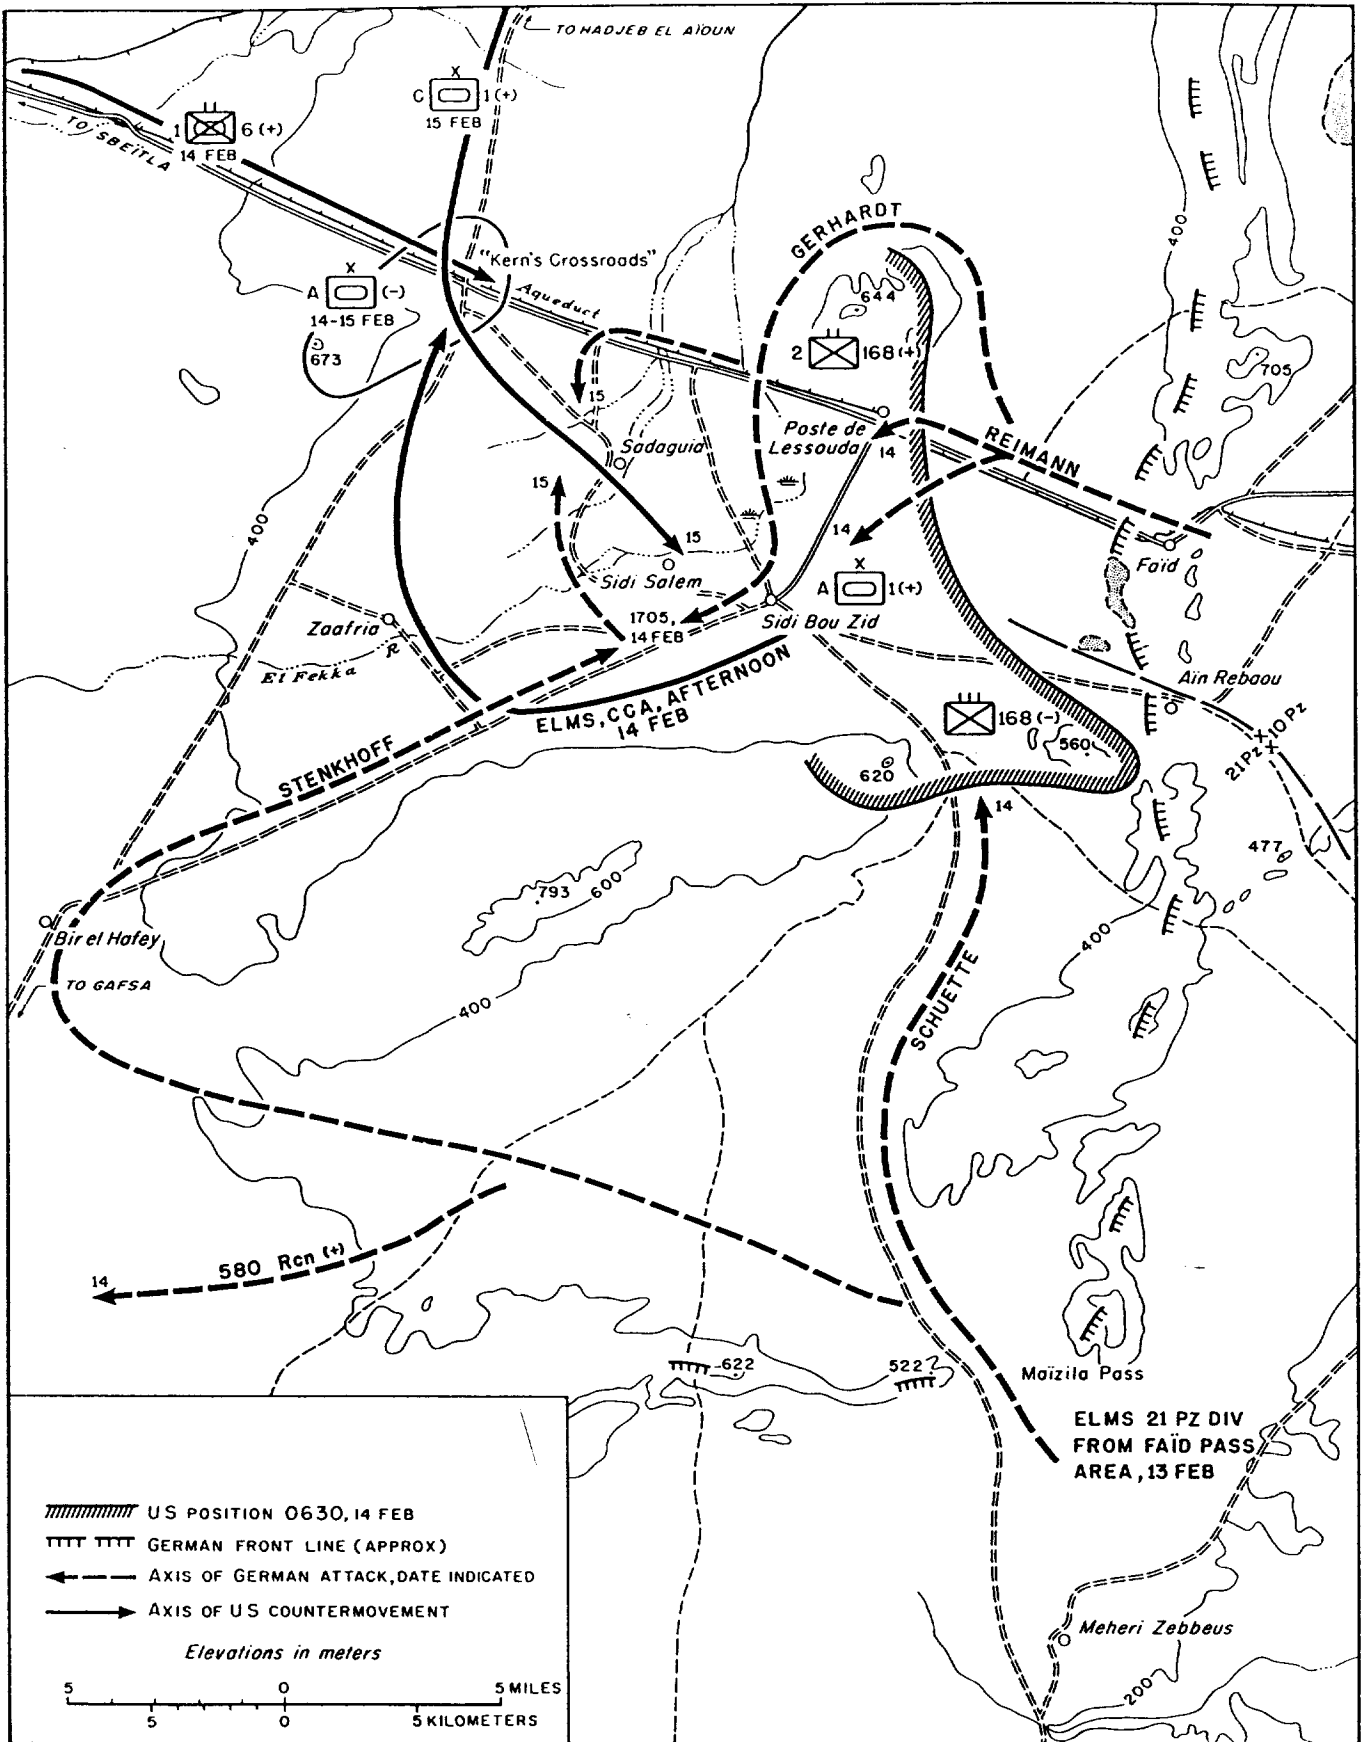 TO HADJEB EL AÏOUN
X
C 1 (+)
15 FEB
1 6 (+)
14 FEB
TO SBEÏTLA
X
A (-)
14-15 FEB
673
"Kern's Crossroads"
Aqueduct
GERHARDT
644
2 168 (+)
400
705
15
Sadaguia
Poste de
Lessouda
14
REIMANN
15
14
15
400
Sidi Salem
X
A 1 (+)
Faïd
Zaafria
R
El Fekka
1705,
14 FEB
Sidi Bou Zid
ELMS, CCA, AFTERNOON
14 FEB
Aïn Rebaou
168 (-)
560
620
21 Pz X X 10 Pz
STENKHOFF
14
477
793
600
Bir el Hafey
TO GAFSA
400
400
SCHUETTE
580 Rcn (+)
14
622
522
Maïzila Pass
ELMS 21 PZ DIV
FROM FAÏD PASS
AREA, 13 FEB
US POSITION 0630, 14 FEB
GERMAN FRONT LINE (APPROX)
AXIS OF GERMAN ATTACK, DATE INDICATED
AXIS OF US COUNTERMOVEMENT
Elevations in meters
5 0 5 MILES
5 0 5 KILOMETERS
Meheri Zebbeus
200